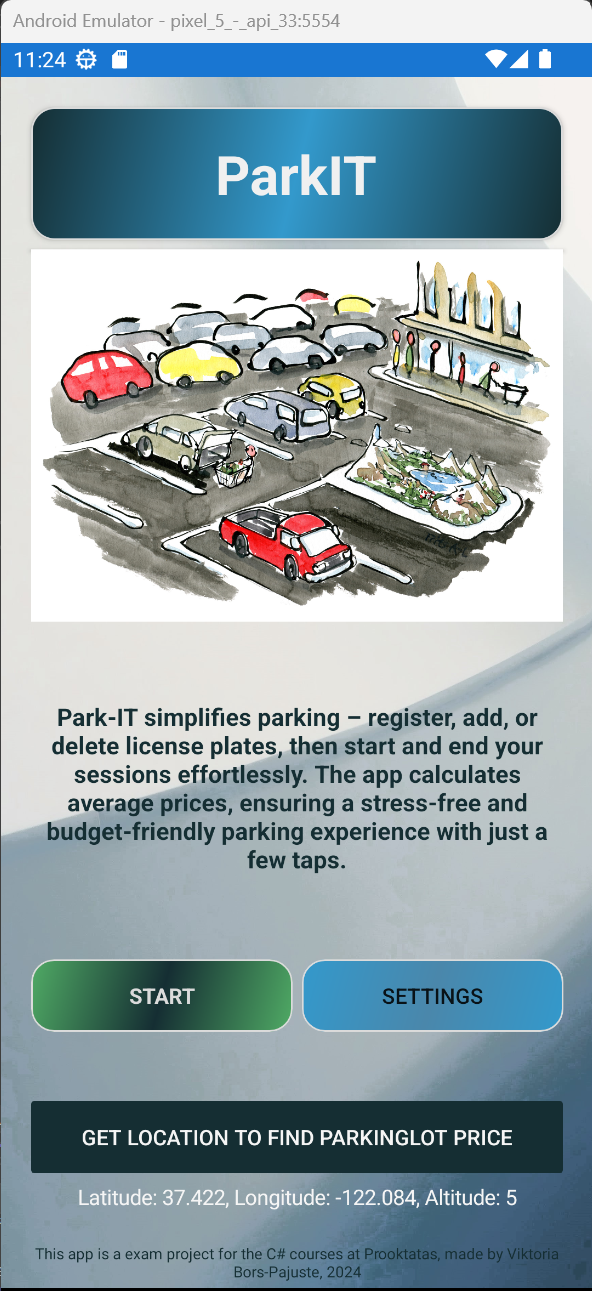 Android Emulator - pixel_5_-_api_33:5554
11:24
ParkIT
Park-IT simplifies parking – register, add, or
delete license plates, then start and end your
sessions effortlessly. The app calculates
average prices, ensuring a stress-free and
budget-friendly parking experience with just a
few taps.
START
SETTINGS
GET LOCATION TO FIND PARKINGLOT PRICE
Latitude: 37.422, Longitude: -122.084, Altitude: 5
This app is a exam project for the C# courses at Prooktatas, made by Viktoria
Bors-Pajuste, 2024